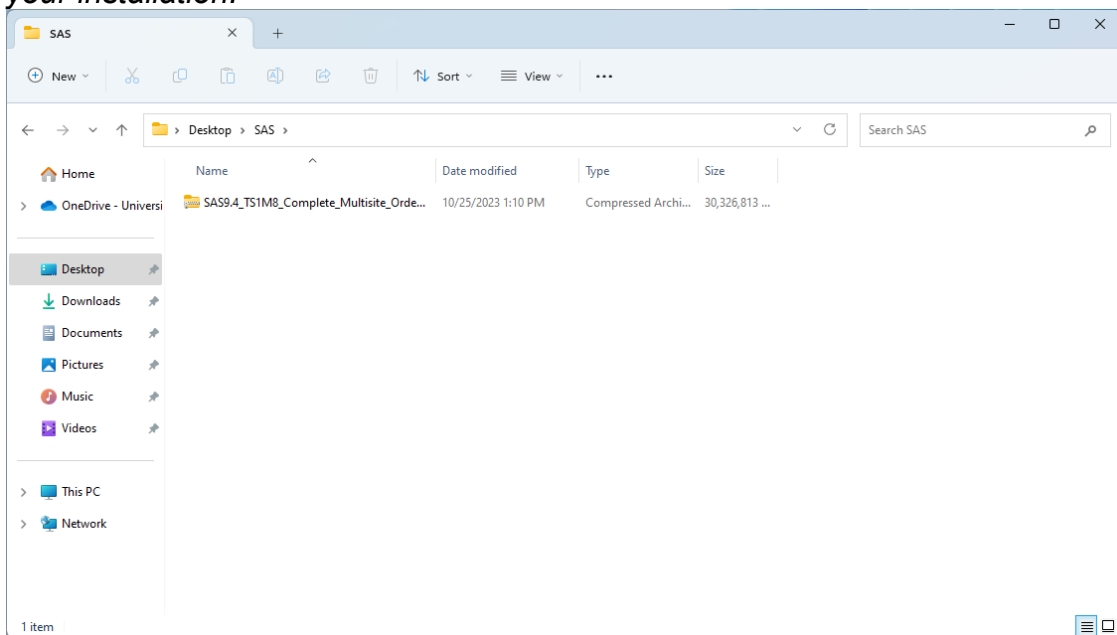 your installation.
SAS
New
Sort
View
Desktop > SAS >
Search SAS
Home
Name
Date modified
Type
Size
OneDrive - Universi
SAS9.4_TS1M8_Complete_Multisite_Orde...
10/25/2023 1:10 PM
Compressed Archi...
30,326,813 ...
Desktop
Downloads
Documents
Pictures
Music
Videos
This PC
Network
1 item